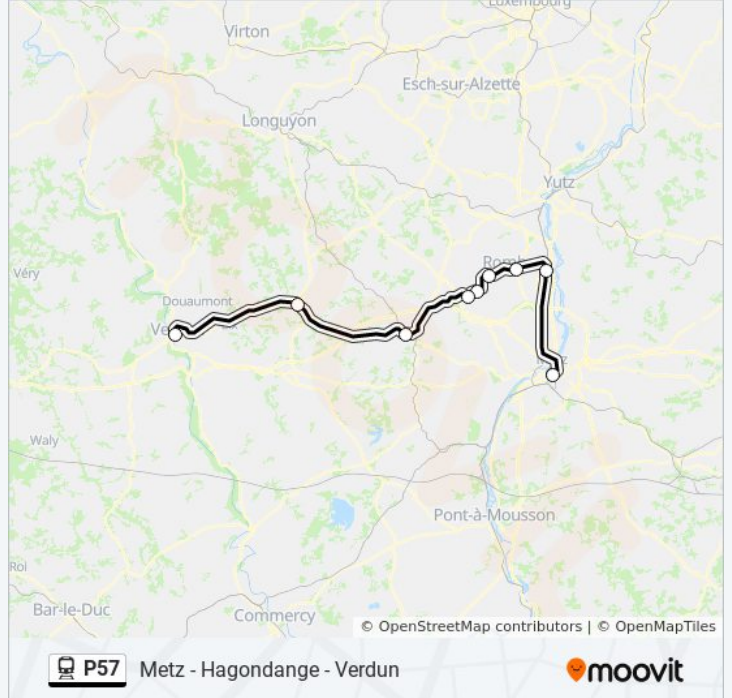 Luxembourg
Virton
Esch-sur-Alzette
Longuyon
Yutz
Véry
Douaumont
Waly
Pont-à-Mousson
Roi
Bar-le-Duc
Commercy
© OpenStreetMap contributors | © OpenMapTiles
P57 Metz - Hagondange - Verdun
moovit